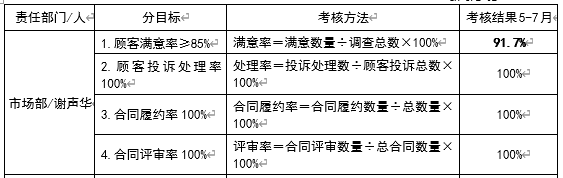 责任部门/人 分目标 考核方法 考核结果5-7月
市场部/谢声华
1. 顾客满意率≥85% 满意率＝满意数量÷调查总数×100% 91.7%
2. 顾客投诉处理率 处理率＝投诉处理数÷顾客投诉总数×
100% 100% 100%
3. 合同履约率 100% 合同履约率＝合同履约数量÷总数量×
100% 100%
4. 合同评审率 100% 评审率＝合同评审数量÷总合同数量×
100% 100%